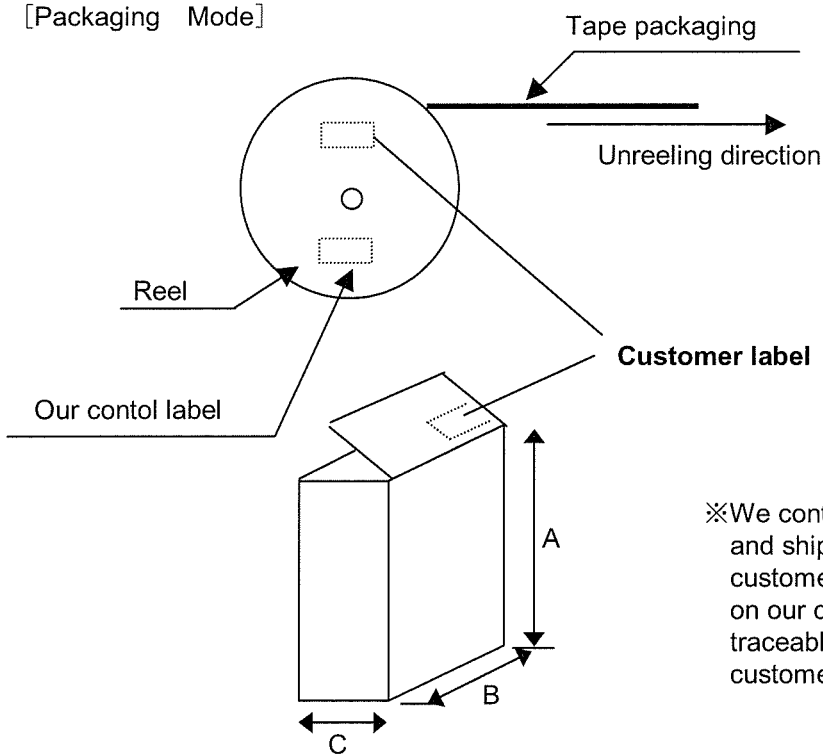 [Packaging Mode]
Tape packaging
Unreeling direction
Reel
Customer label
Our contol label
A
B
C
※We cont
and ship
custome
on our c
traceabl
custome